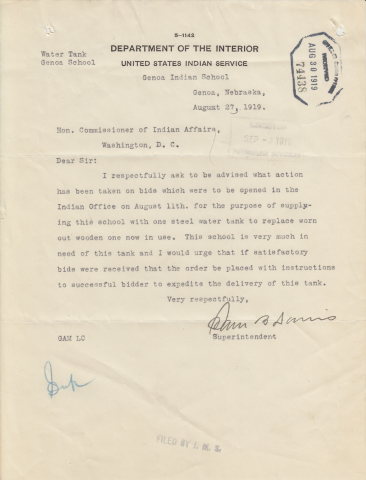 5-1142
Water Tank
Genoa School
DEPARTMENT OF THE INTERIOR
UNITED STATES INDIAN SERVICE
Genoa Indian School
Genoa, Nebraska,
August 27, 1919.
RECEIVED
AUG 30 1919
74438
Hon. Commissioner of Indian Affairs,
Washington, D. C.
SEP 1919
Dear Sir:
I respectfully ask to be advised what action
has been taken on bids which were to be opened in the
Indian Office on August 11th. for the purpose of supply-
ing this school with one steel water tank to replace worn
out wooden one now in use. This school is very much in
need of this tank and I would urge that if satisfactory
bids were received that the order be placed with instructions
to successful bidder to expedite the delivery of this tank.
Very respectfully,
Sam B Davis
Superintendent
GAM LC
FILED BY